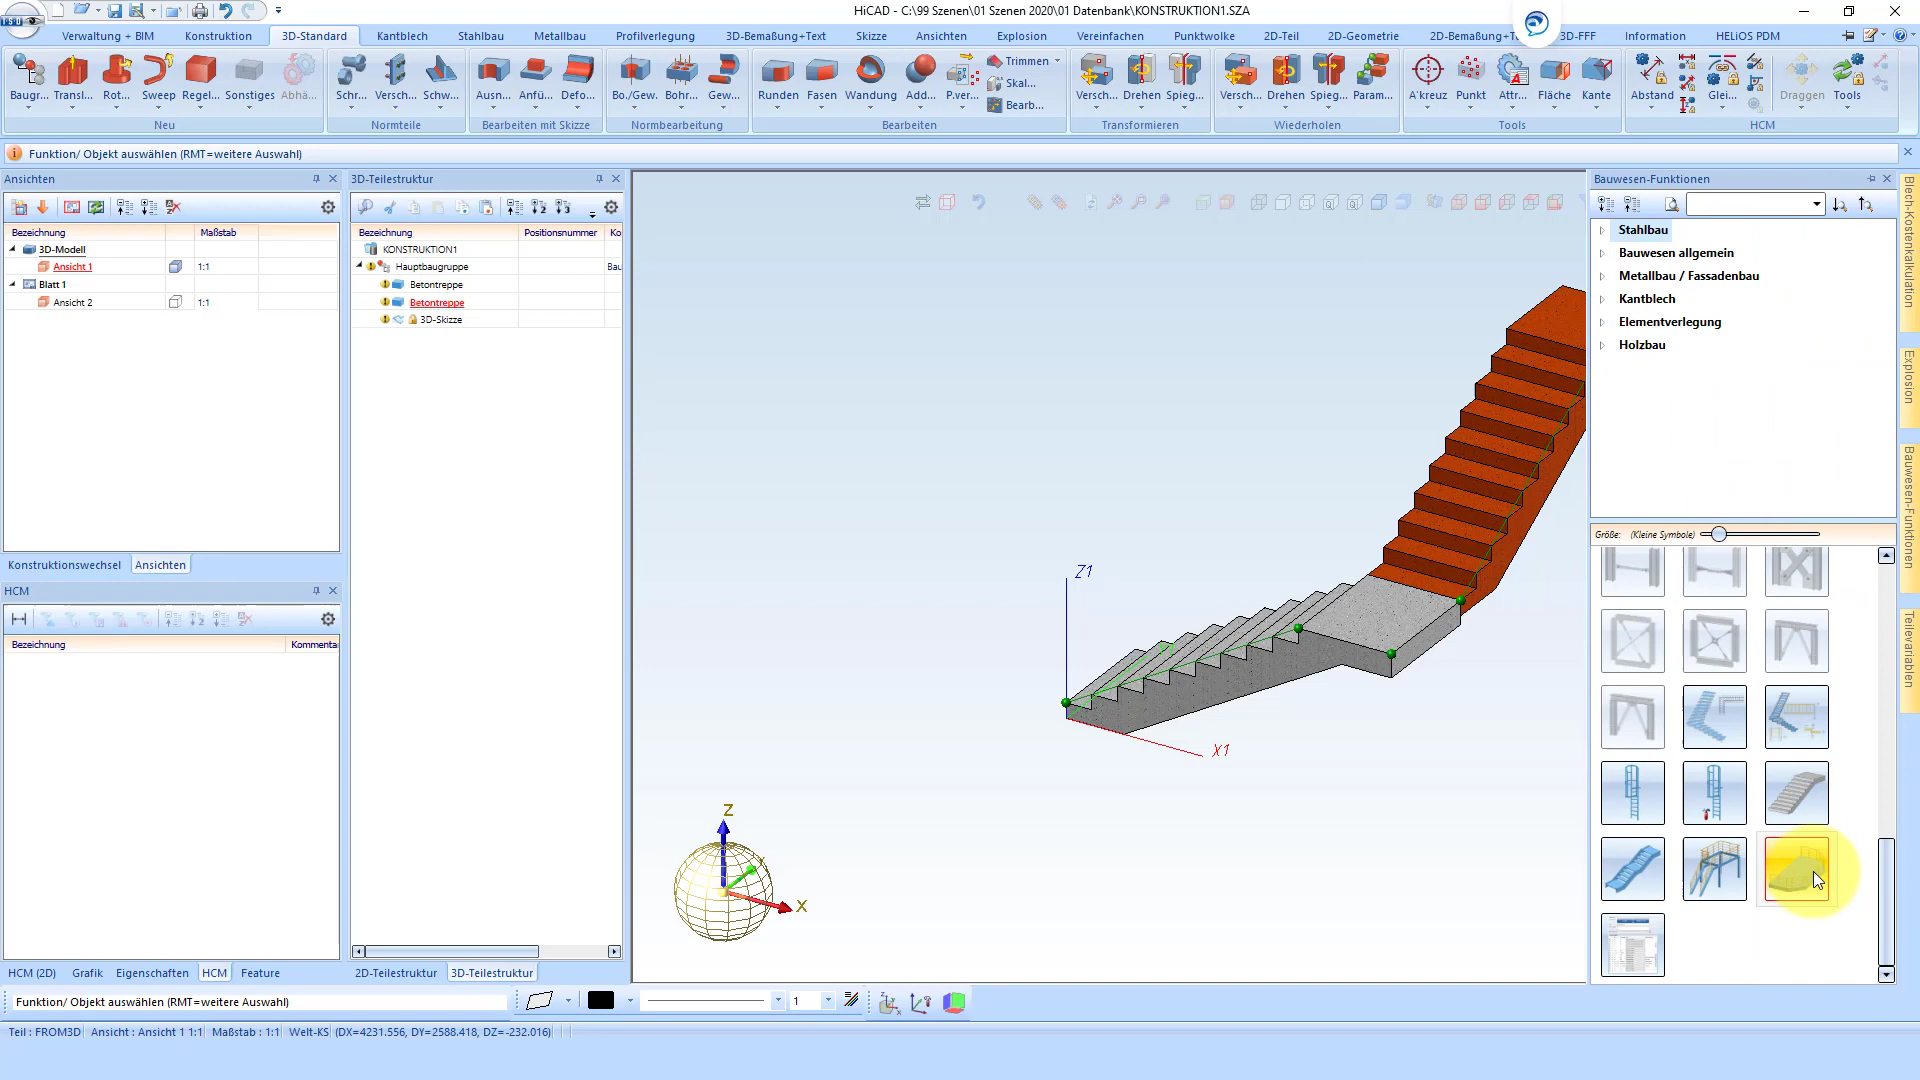 HiCAD - C:\99 Szenen\01 Szenen 2020\01 Datenbank\KONSTRUKTION1.SZA
ISD
Verwaltung + BIM Konstruktion 3D-Standard Kantblech Stahlbau Metallbau Profilverlegung 3D-Bemaßung+Text Skizze Ansichten Explosion Vereinfachen Punktwolke 2D-Teil 2D-Geometrie 2D-Bemaßung+ 3D-FFF Information HELiOS PDM
Trimmen
Skal...
Bearb...
Baugr... Transl... Rot... Sweep Regel... Sonstiges Abhä... Schr... Versch... Schw... Ausn... Anfü... Defo... Bo./Gew. Bohr... Gew... Runden Fasen Wandung Add... P.ver... Versch... Drehen Spieg... Versch... Drehen Spieg... Param... A'kreuz Punkt Attr... Fläche Kante Abstand Glei... Draggen Tools
Neu Normteile Bearbeiten mit Skizze Normbearbeitung Bearbeiten Transformieren Wiederholen Tools HCM
Funktion/ Objekt auswählen (RMT=weitere Auswahl)
Ansichten
Bezeichnung Maßstab
3D-Modell
Ansicht 1 1:1
Blatt 1
Ansicht 2 1:1
Konstruktionswechsel Ansichten
HCM
Bezeichnung Kommenta
HCM (2D) Grafik Eigenschaften HCM Feature
3D-Teilestruktur
Bezeichnung Positionsnummer Ko
KONSTRUKTION1
Hauptbaugruppe Bau
Betontreppe
Betontreppe
3D-Skizze
2D-Teilestruktur 3D-Teilestruktur
Z1
X1
Z
X
Bauwesen-Funktionen
Stahlbau
Bauwesen allgemein
Metallbau / Fassadenbau
Kantblech
Elementverlegung
Holzbau
Größe: (Kleine Symbole)
Blech-Kostenkalkulation
Explosion
Bauwesen-Funktionen
Teilevariablen
Funktion/ Objekt auswählen (RMT=weitere Auswahl) 1
Teil : FROM3D Ansicht : Ansicht 1 1:1 Maßstab : 1:1 Welt-KS (DX=4231.556, DY=2588.418, DZ=-232.016)